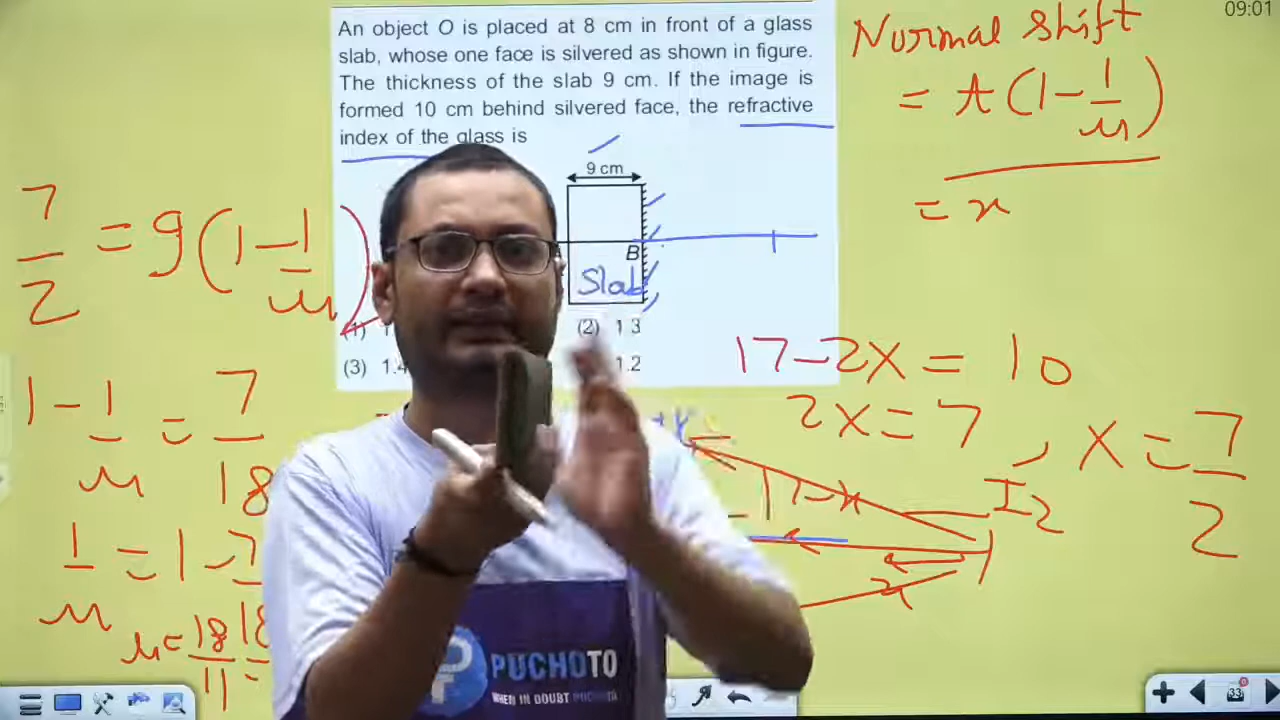 09:01
An object O is placed at 8 cm in front of a glass
slab, whose one face is silvered as shown in figure.
The thickness of the slab 9 cm. If the image is
formed 10 cm behind silvered face, the refractive
index of the glass is
9 cm
B
Slab
(1) 1
(2) 1.3
(3) 1.4
1.2
Normal shift
= t(1-1/μ)
= x
7/2 = 9(1-1/μ)
1-1/μ = 7/18
1/μ = 1-7
μ = 18/11
17-2x = 10
2x = 7, x = 7/2
17-x
I2
x
PUCHOTO
WHEN IN DOUBT PUCHOTO
33